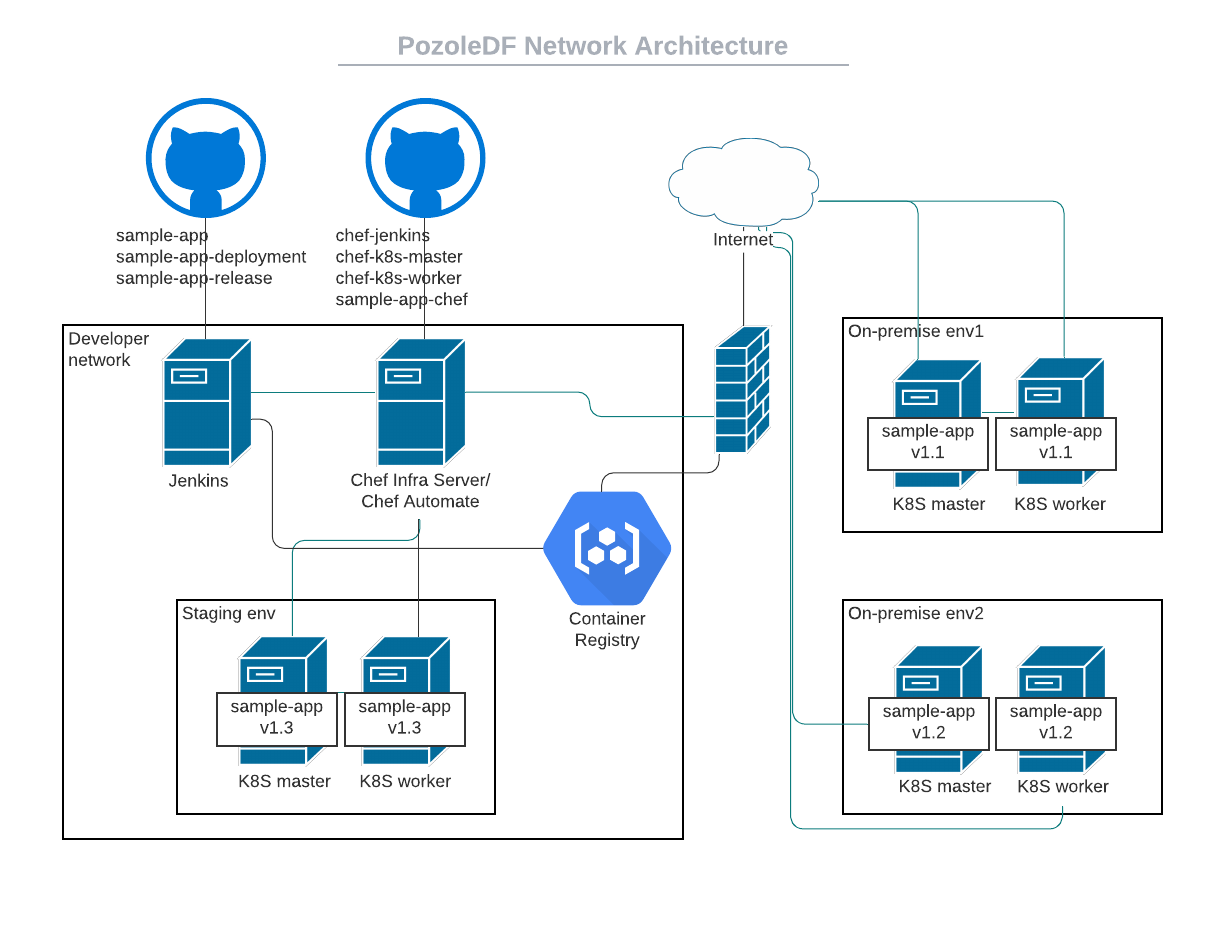 PozoleDF Network Architecture
sample-app
sample-app-deployment
sample-app-release
chef-jenkins
chef-k8s-master
chef-k8s-worker
sample-app-chef
Internet
Developer
network
Jenkins
Chef Infra Server/
Chef Automate
Container
Registry
Staging env
sample-app
v1.3
sample-app
v1.3
K8S master
K8S worker
On-premise env1
sample-app
v1.1
sample-app
v1.1
K8S master
K8S worker
On-premise env2
sample-app
v1.2
sample-app
v1.2
K8S master
K8S worker